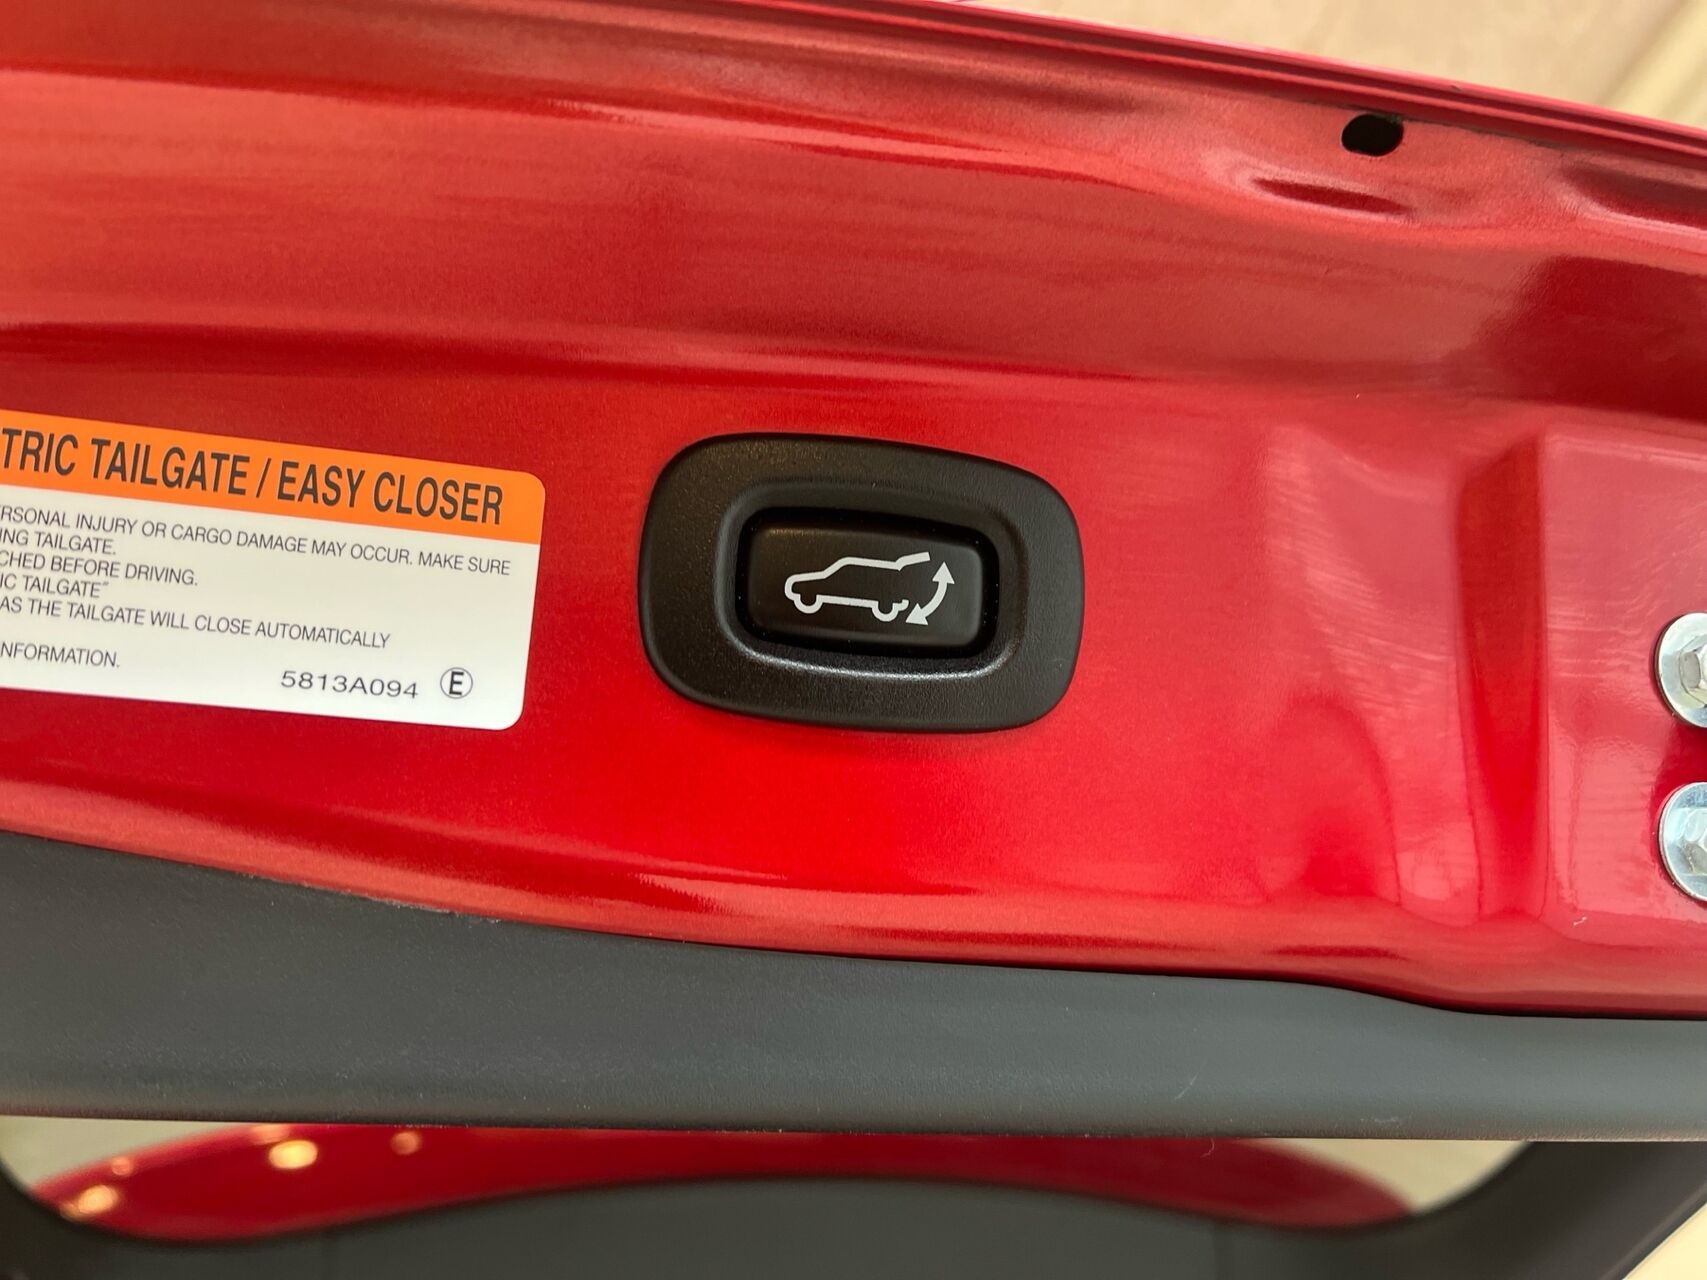 TRIC TAILGATE / EASY CLOSER
ERSONAL INJURY OR CARGO DAMAGE MAY OCCUR. MAKE SURE
ING TAILGATE.
CHED BEFORE DRIVING.
IC TAILGATE"
AS THE TAILGATE WILL CLOSE AUTOMATICALLY
NFORMATION.
5813A094 E